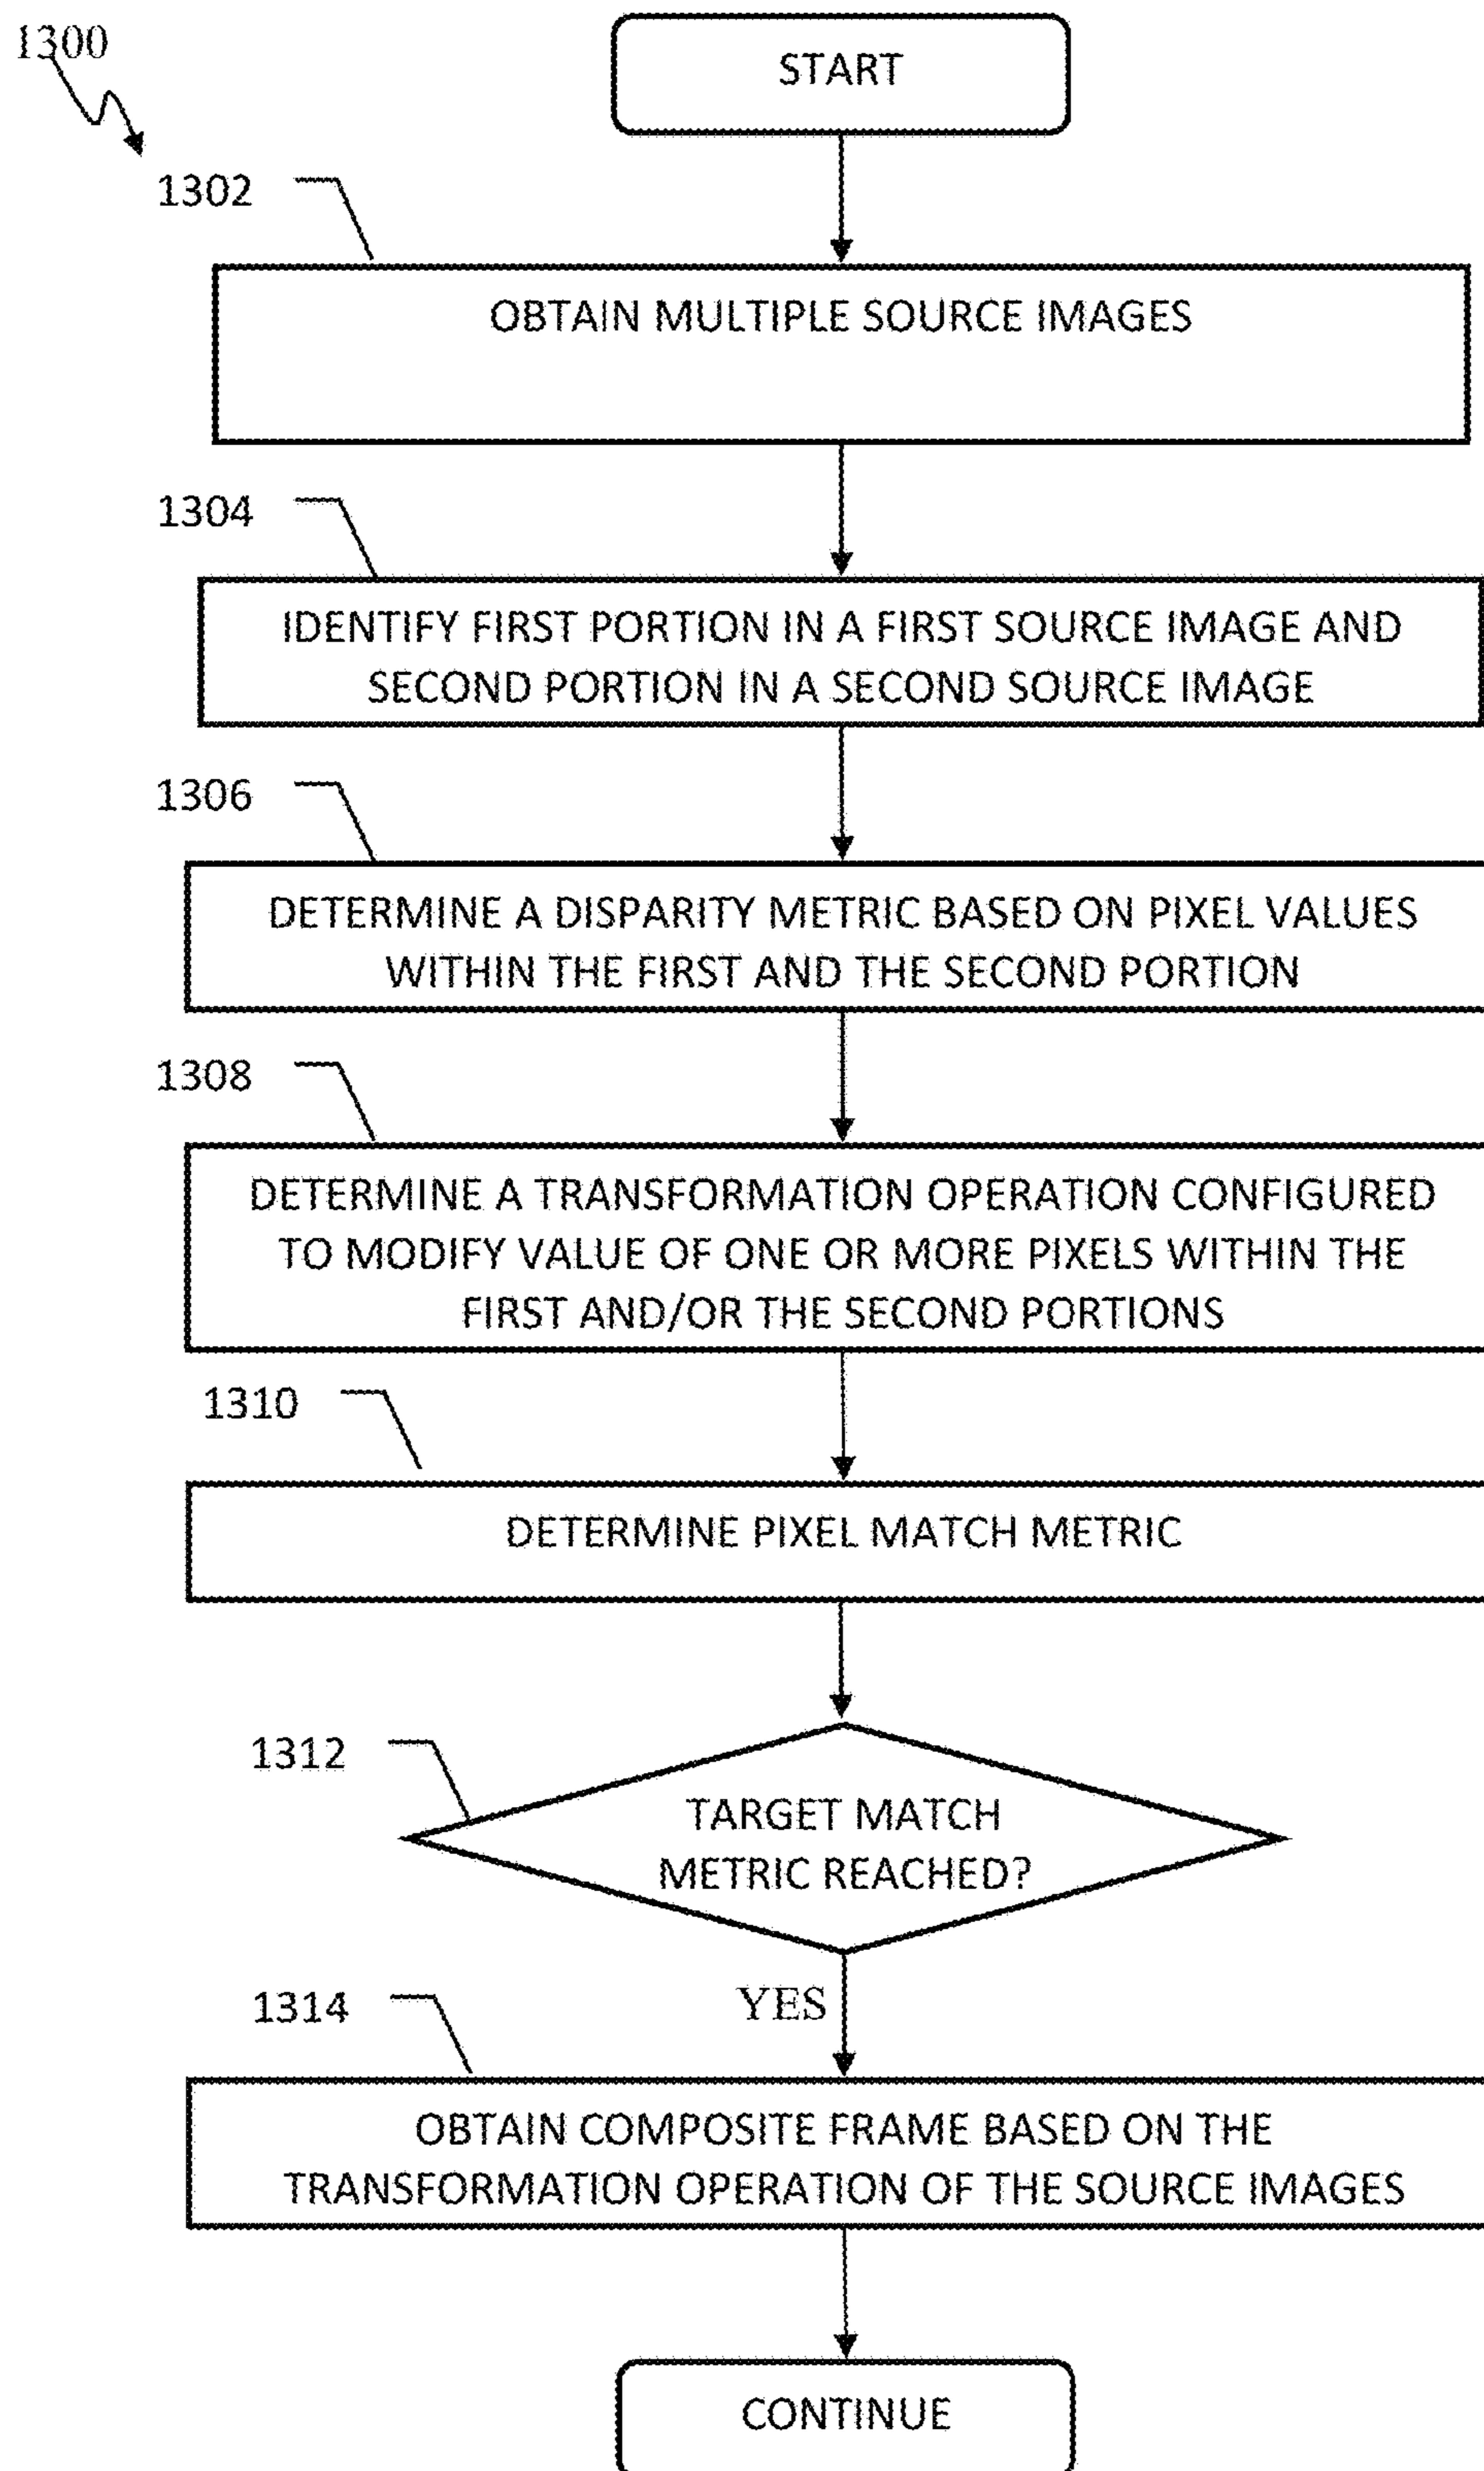 1300
START
1302
OBTAIN MULTIPLE SOURCE IMAGES
1304
IDENTIFY FIRST PORTION IN A FIRST SOURCE IMAGE AND
SECOND PORTION IN A SECOND SOURCE IMAGE
1306
DETERMINE A DISPARITY METRIC BASED ON PIXEL VALUES
WITHIN THE FIRST AND THE SECOND PORTION
1308
DETERMINE A TRANSFORMATION OPERATION CONFIGURED
TO MODIFY VALUE OF ONE OR MORE PIXELS WITHIN THE
FIRST AND/OR THE SECOND PORTIONS
1310
DETERMINE PIXEL MATCH METRIC
1312
TARGET MATCH
METRIC REACHED?
YES
1314
OBTAIN COMPOSITE FRAME BASED ON THE
TRANSFORMATION OPERATION OF THE SOURCE IMAGES
CONTINUE